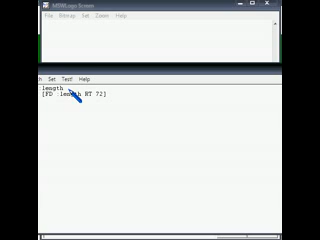 MSWLogo Screen
File Bitmap Set Zoom Help
h Set Test! Help
length
[FD :length RT 72]